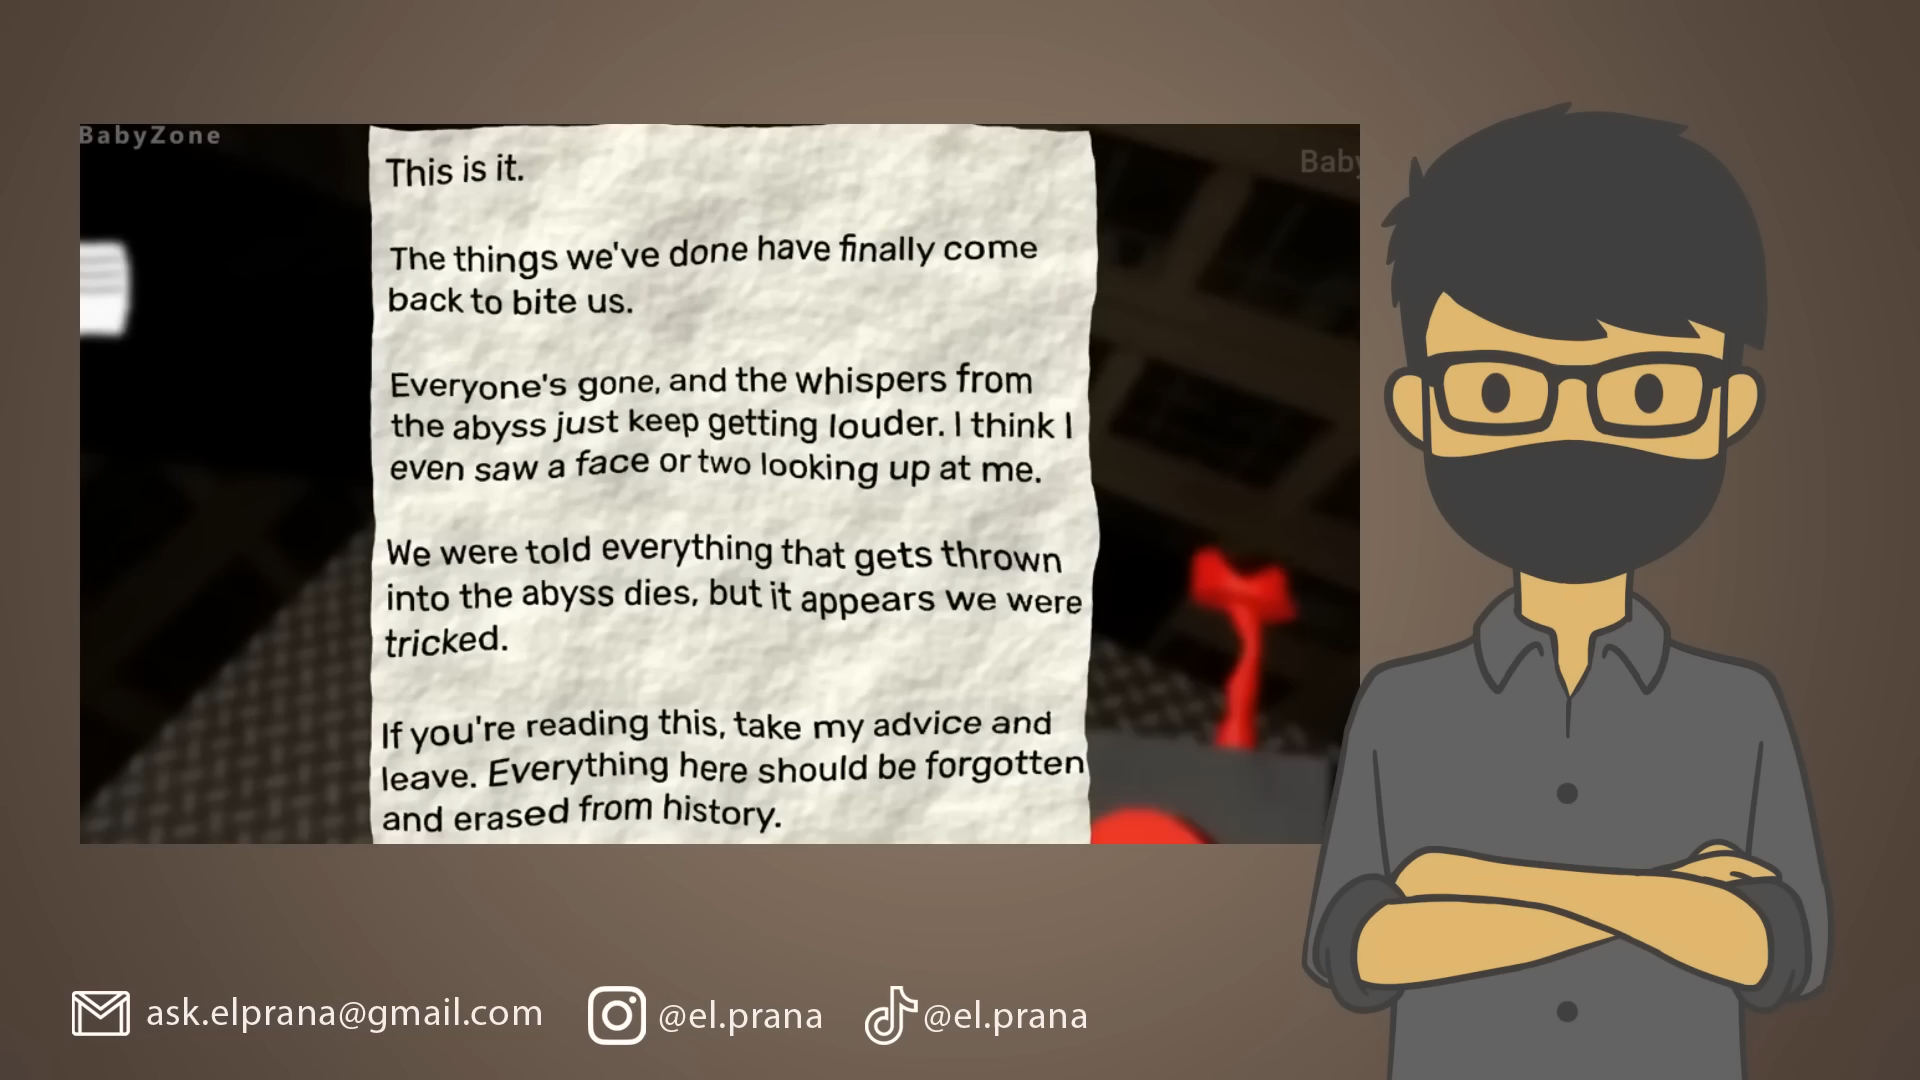 BabyZone
Baby
This is it.
The things we've done have finally come
back to bite us.
Everyone's gone, and the whispers from
the abyss just keep getting louder. I think I
even saw a face or two looking up at me.
We were told everything that gets thrown
into the abyss dies, but it appears we were
tricked.
If you're reading this, take my advice and
leave. Everything here should be forgotten
and erased from history.
ask.elprana@gmail.com
@el.prana
@el.prana